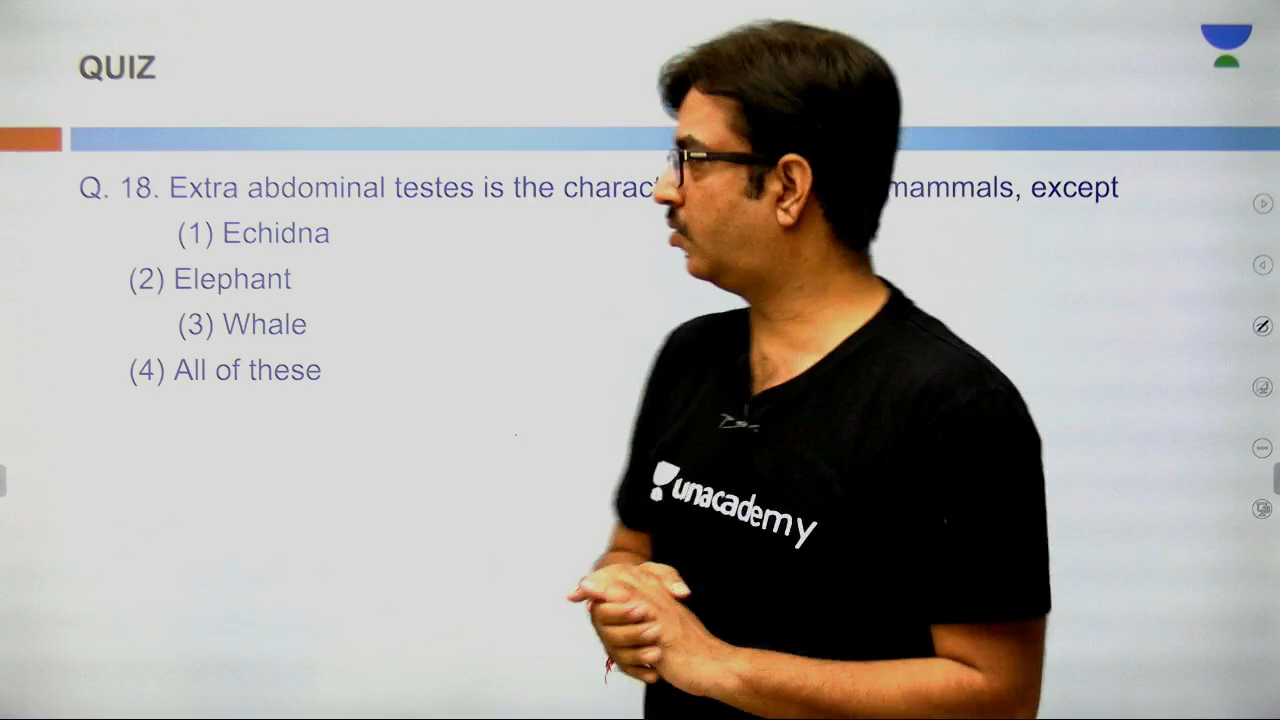 QUIZ
Q. 18. Extra abdominal testes is the mammals, except
(1) Echidna
(2) Elephant
(3) Whale
(4) All of these
unacademy